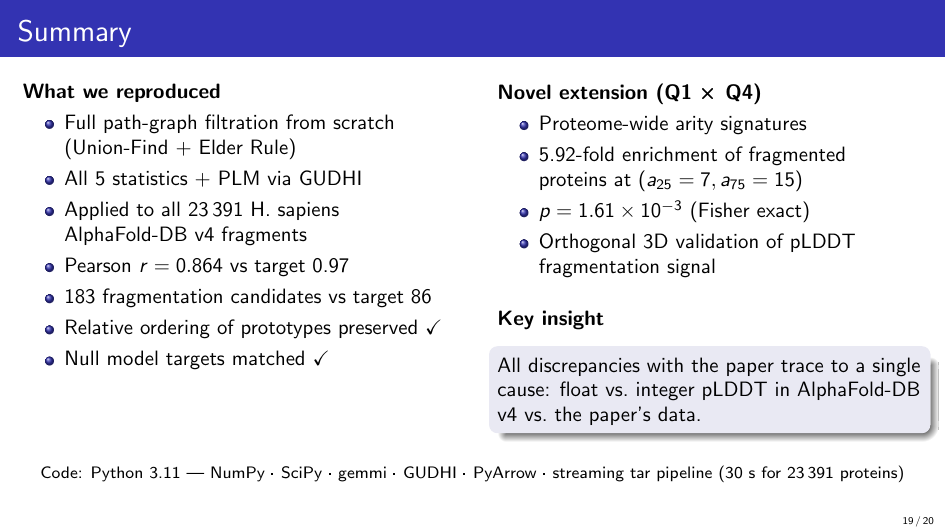 Summary
What we reproduced
Full path-graph filtration from scratch
(Union-Find + Elder Rule)
All 5 statistics + PLM via GUDHI
Applied to all 23 391 H. sapiens
AlphaFold-DB v4 fragments
Pearson r = 0.864 vs target 0.97
183 fragmentation candidates vs target 86
Relative ordering of prototypes preserved ✓
Null model targets matched ✓
Novel extension (Q1 × Q4)
Proteome-wide arity signatures
5.92-fold enrichment of fragmented
proteins at (a₂₅ = 7, a₇₅ = 15)
p = 1.61 × 10⁻³ (Fisher exact)
Orthogonal 3D validation of pLDDT
fragmentation signal
Key insight
All discrepancies with the paper trace to a single
cause: float vs. integer pLDDT in AlphaFold-DB
v4 vs. the paper's data.
Code: Python 3.11 — NumPy · SciPy · gemmi · GUDHI · PyArrow · streaming tar pipeline (30 s for 23 391 proteins)
19 / 20